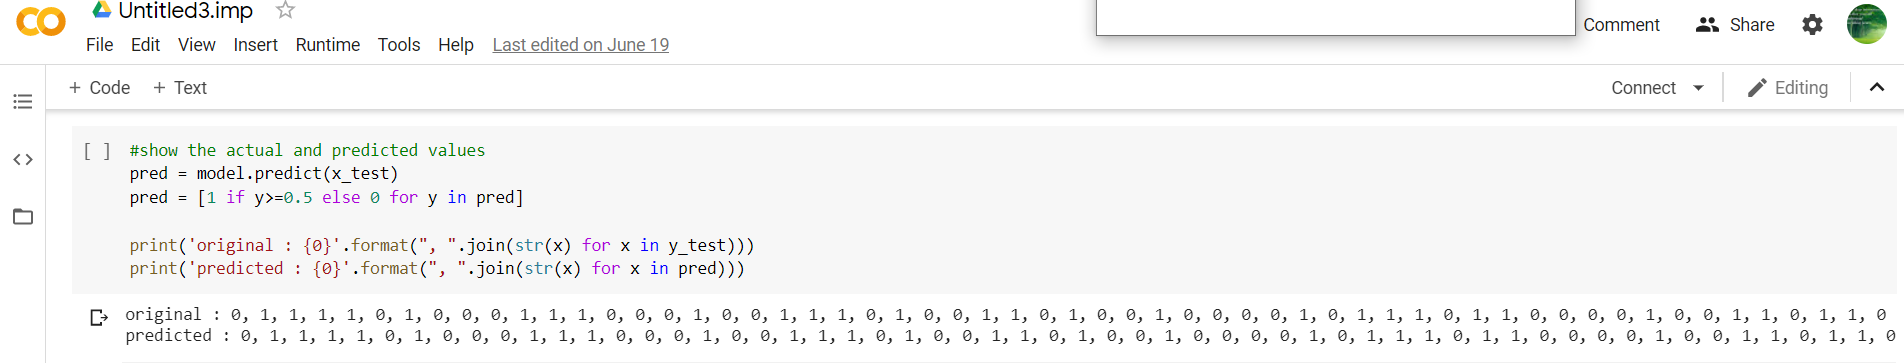 Untitled3.imp
Comment
Share
File Edit View Insert Runtime Tools Help Last edited on June 19
+ Code + Text
Connect
Editing
[ ] #show the actual and predicted values
pred = model.predict(x_test)
pred = [1 if y>=0.5 else 0 for y in pred]
print('original : {0}'.format(", ".join(str(x) for x in y_test)))
print('predicted : {0}'.format(", ".join(str(x) for x in pred)))
original : 0, 1, 1, 1, 1, 0, 1, 0, 0, 0, 1, 1, 1, 0, 0, 0, 1, 0, 0, 1, 1, 1, 0, 1, 0, 0, 1, 1, 0, 1, 0, 0, 1, 0, 0, 0, 0, 1, 0, 1, 1, 1, 0, 1, 1, 0, 0, 0, 0, 1, 0, 0, 1, 1, 0, 1, 1, 0
predicted : 0, 1, 1, 1, 1, 0, 1, 0, 0, 0, 1, 1, 1, 0, 0, 0, 1, 0, 0, 1, 1, 1, 0, 1, 0, 0, 1, 1, 0, 1, 0, 0, 1, 0, 0, 0, 0, 1, 0, 1, 1, 1, 0, 1, 1, 0, 0, 0, 0, 1, 0, 0, 1, 1, 0, 1, 1, 0